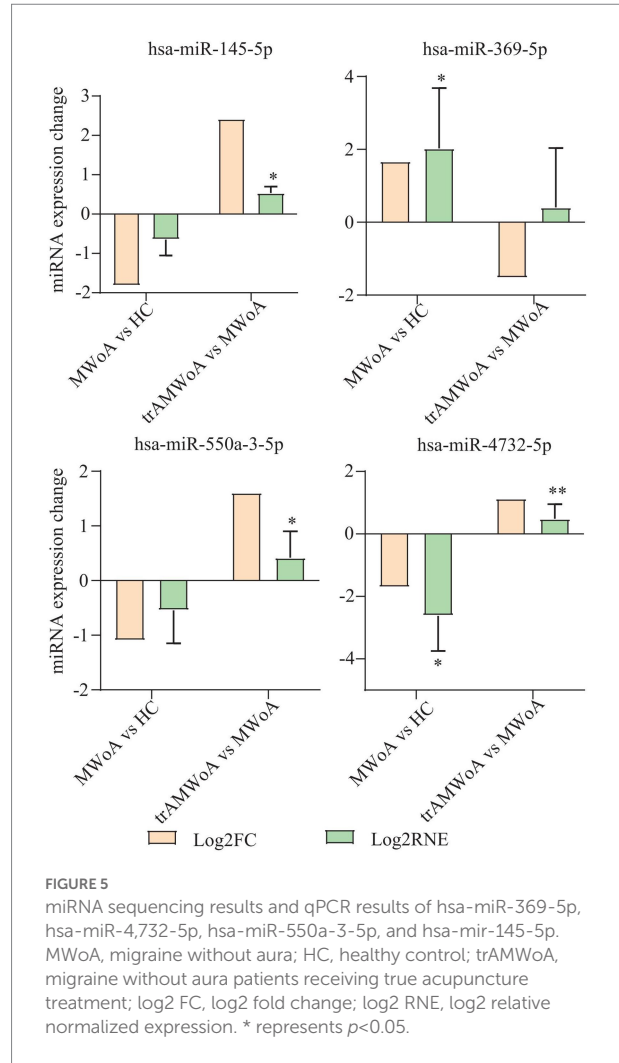 hsa-miR-145-5p
miRNA expression change
3
2
1
0
-1
-2
*
MWoA vs HC
trAMWoA vs MWoA
hsa-miR-369-5p
4
2
0
-2
*
MWoA vs HC
trAMWoA vs MWoA
hsa-miR-550a-3-5p
miRNA expression change
2
1
0
-1
-2
*
MWoA vs HC
trAMWoA vs MWoA
hsa-miR-4732-5p
2
0
-2
-4
*
**
MWoA vs HC
trAMWoA vs MWoA
Log2FC
Log2RNE
FIGURE 5
miRNA sequencing results and qPCR results of hsa-miR-369-5p,
hsa-miR-4,732-5p, hsa-miR-550a-3-5p, and hsa-mir-145-5p.
MWoA, migraine without aura; HC, healthy control; trAMWoA,
migraine without aura patients receiving true acupuncture
treatment; log2 FC, log2 fold change; log2 RNE, log2 relative
normalized expression. * represents p<0.05.